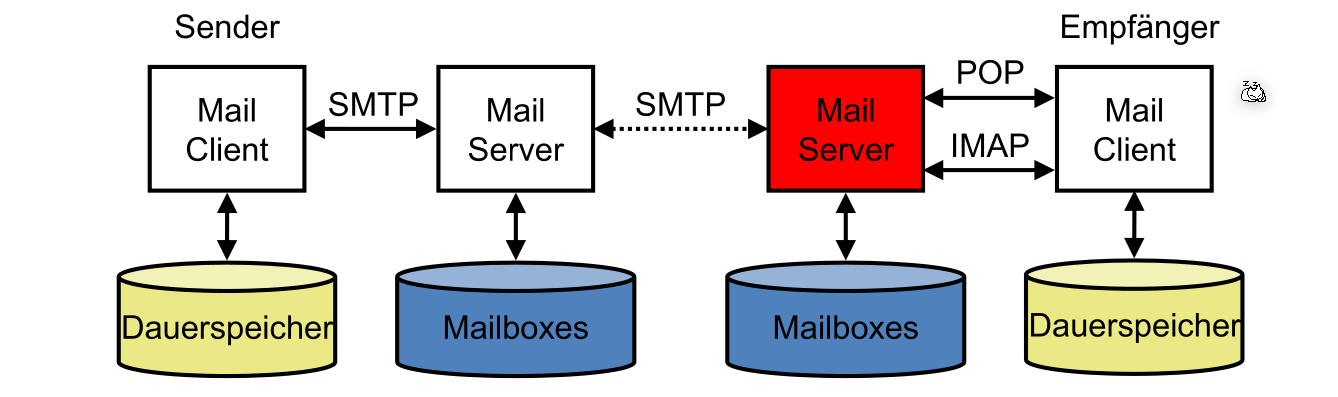 Sender
Empfänger
Mail
Client
SMTP
Mail
Server
SMTP
Mail
Server
POP
IMAP
Mail
Client
Dauerspeicher
Mailboxes
Mailboxes
Dauerspeicher